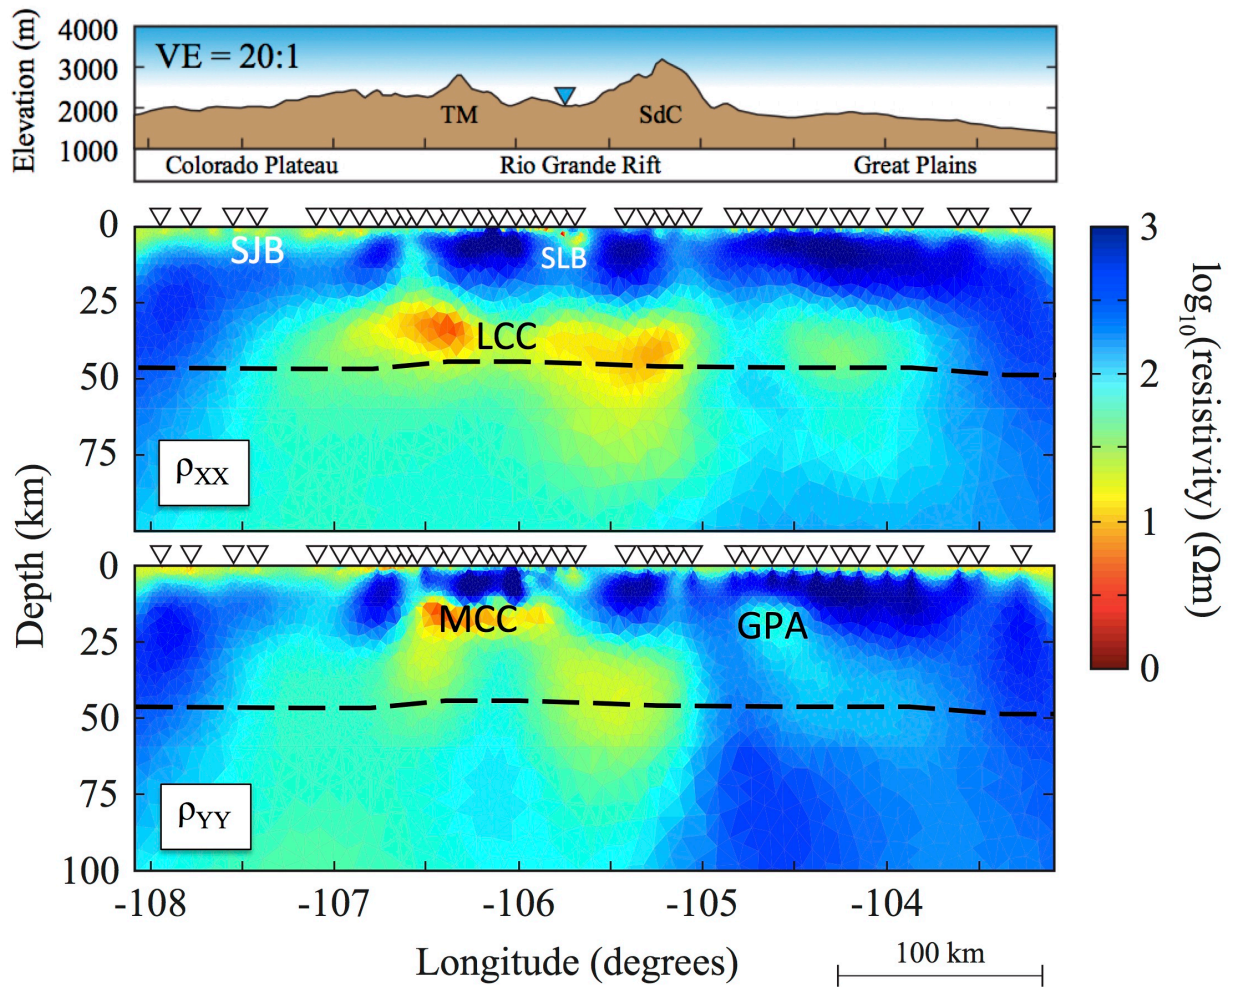 Elevation (m)
4000
3000
2000
1000
VE = 20:1
TM
SdC
Colorado Plateau
Rio Grande Rift
Great Plains
Depth (km)
0
25
50
75
SJB
SLB
LCC
ρXX
0
25
50
75
100
MCC
GPA
ρYY
-108
-107
-106
-105
-104
Longitude (degrees)
100 km
3
2
1
0
log10(resistivity) (Ωm)